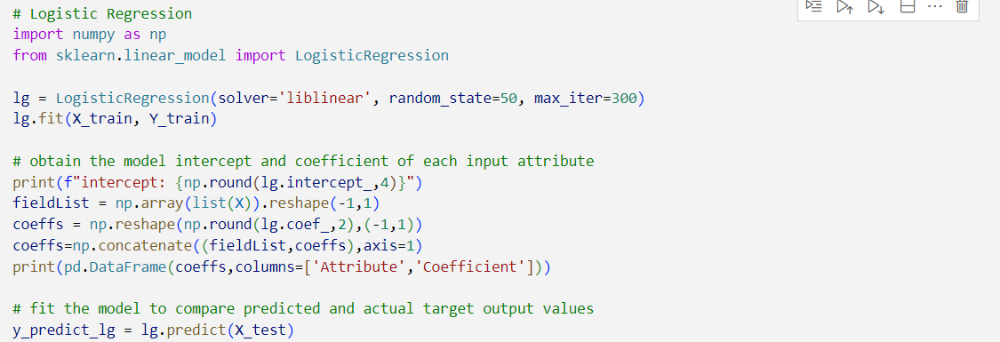 # Logistic Regression
import numpy as np
from sklearn.linear_model import LogisticRegression
lg = LogisticRegression(solver='liblinear', random_state=50, max_iter=300)
lg.fit(X_train, Y_train)
# obtain the model intercept and coefficient of each input attribute
print(f"intercept: {np.round(lg.intercept_,4)}")
fieldList = np.array(list(X)).reshape(-1,1)
coeffs = np.reshape(np.round(lg.coef_,2),(-1,1))
coeffs=np.concatenate((fieldList,coeffs),axis=1)
print(pd.DataFrame(coeffs,columns=['Attribute','Coefficient']))
# fit the model to compare predicted and actual target output values
y_predict_lg = lg.predict(X_test)